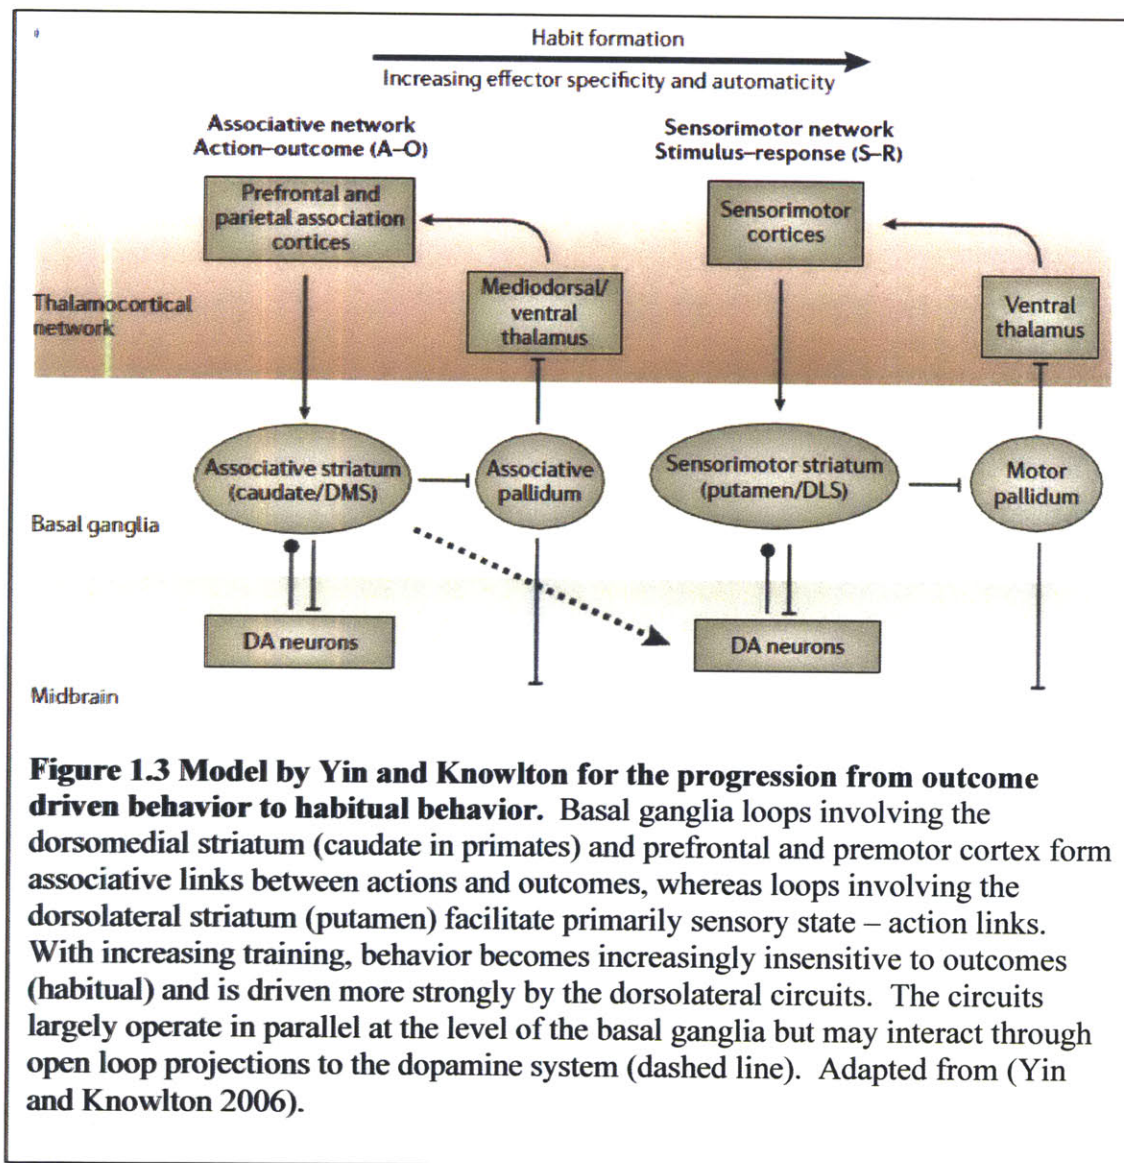 Habit formation
Increasing effector specificity and automaticity
Associative network
Action–outcome (A–O)
Sensorimotor network
Stimulus–response (S–R)
Prefrontal and
parietal association
cortices
Sensorimotor
cortices
Thalamocortical
network
Mediodorsal/
ventral
thalamus
Ventral
thalamus
Associative striatum
(caudate/DMS)
Associative
pallidum
Sensorimotor striatum
(putamen/DLS)
Motor
pallidum
Basal ganglia
DA neurons
DA neurons
Midbrain
Figure 1.3 Model by Yin and Knowlton for the progression from outcome
driven behavior to habitual behavior. Basal ganglia loops involving the
dorsomedial striatum (caudate in primates) and prefrontal and premotor cortex form
associative links between actions and outcomes, whereas loops involving the
dorsolateral striatum (putamen) facilitate primarily sensory state – action links.
With increasing training, behavior becomes increasingly insensitive to outcomes
(habitual) and is driven more strongly by the dorsolateral circuits. The circuits
largely operate in parallel at the level of the basal ganglia but may interact through
open loop projections to the dopamine system (dashed line). Adapted from (Yin
and Knowlton 2006).